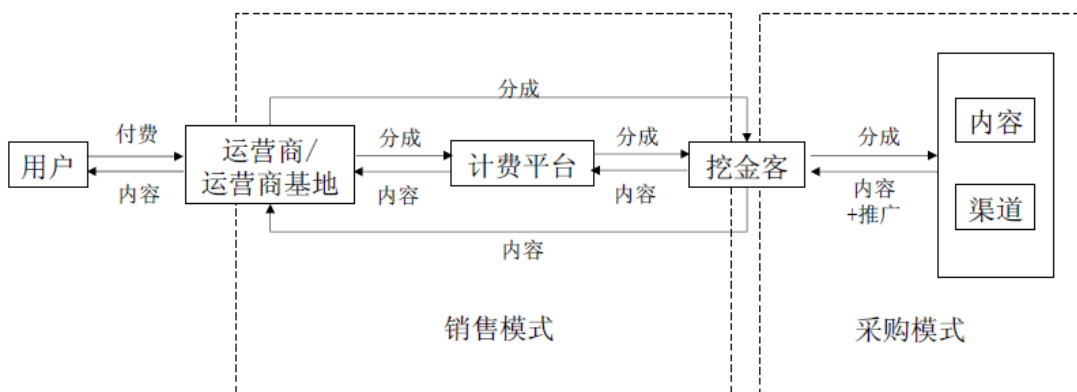 分成
付费
用户
内容
运营商/
运营商基地
分成
内容
计费平台
分成
内容
挖金客
分成
内容
+推广
内容
渠道
内容
销售模式
采购模式